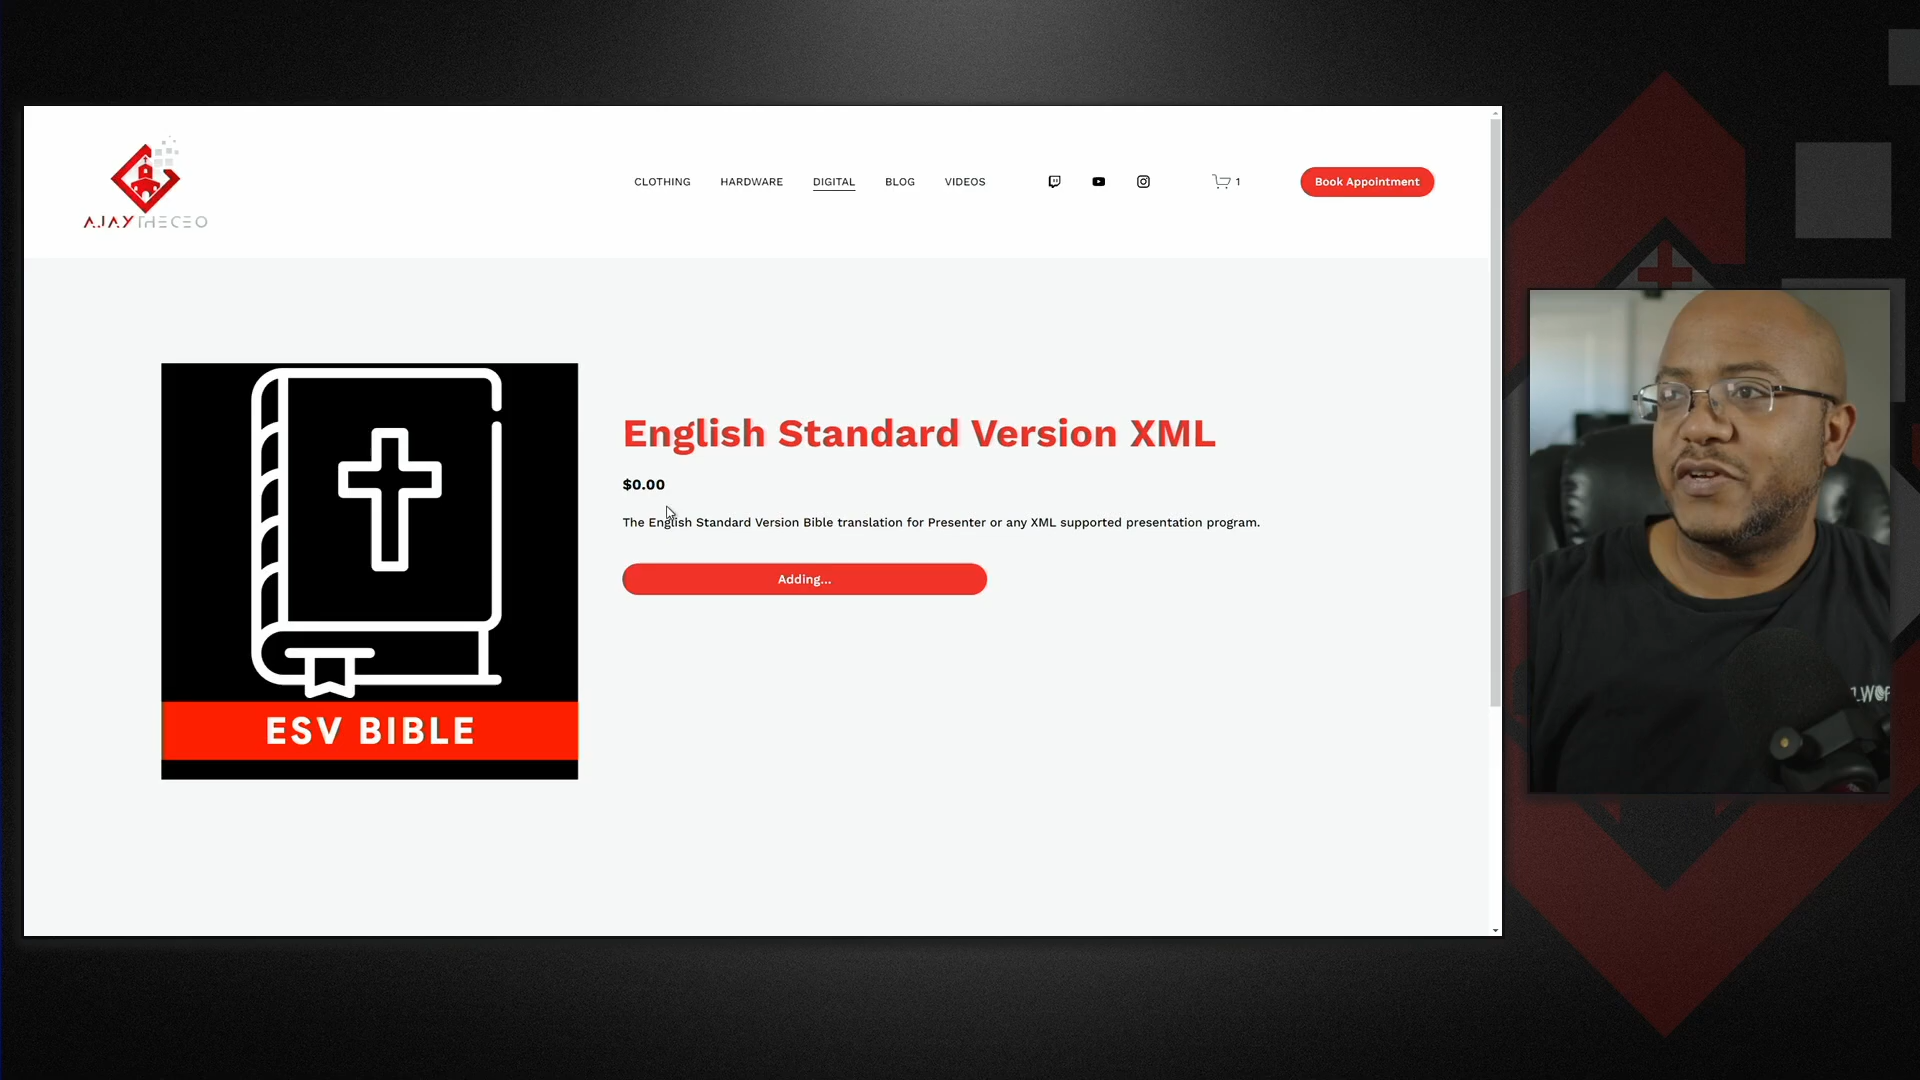 AJAYTHECEO
CLOTHING
HARDWARE
DIGITAL
BLOG
VIDEOS
1
Book Appointment
English Standard Version XML
$0.00
The English Standard Version Bible translation for Presenter or any XML supported presentation program.
Adding...
ESV BIBLE